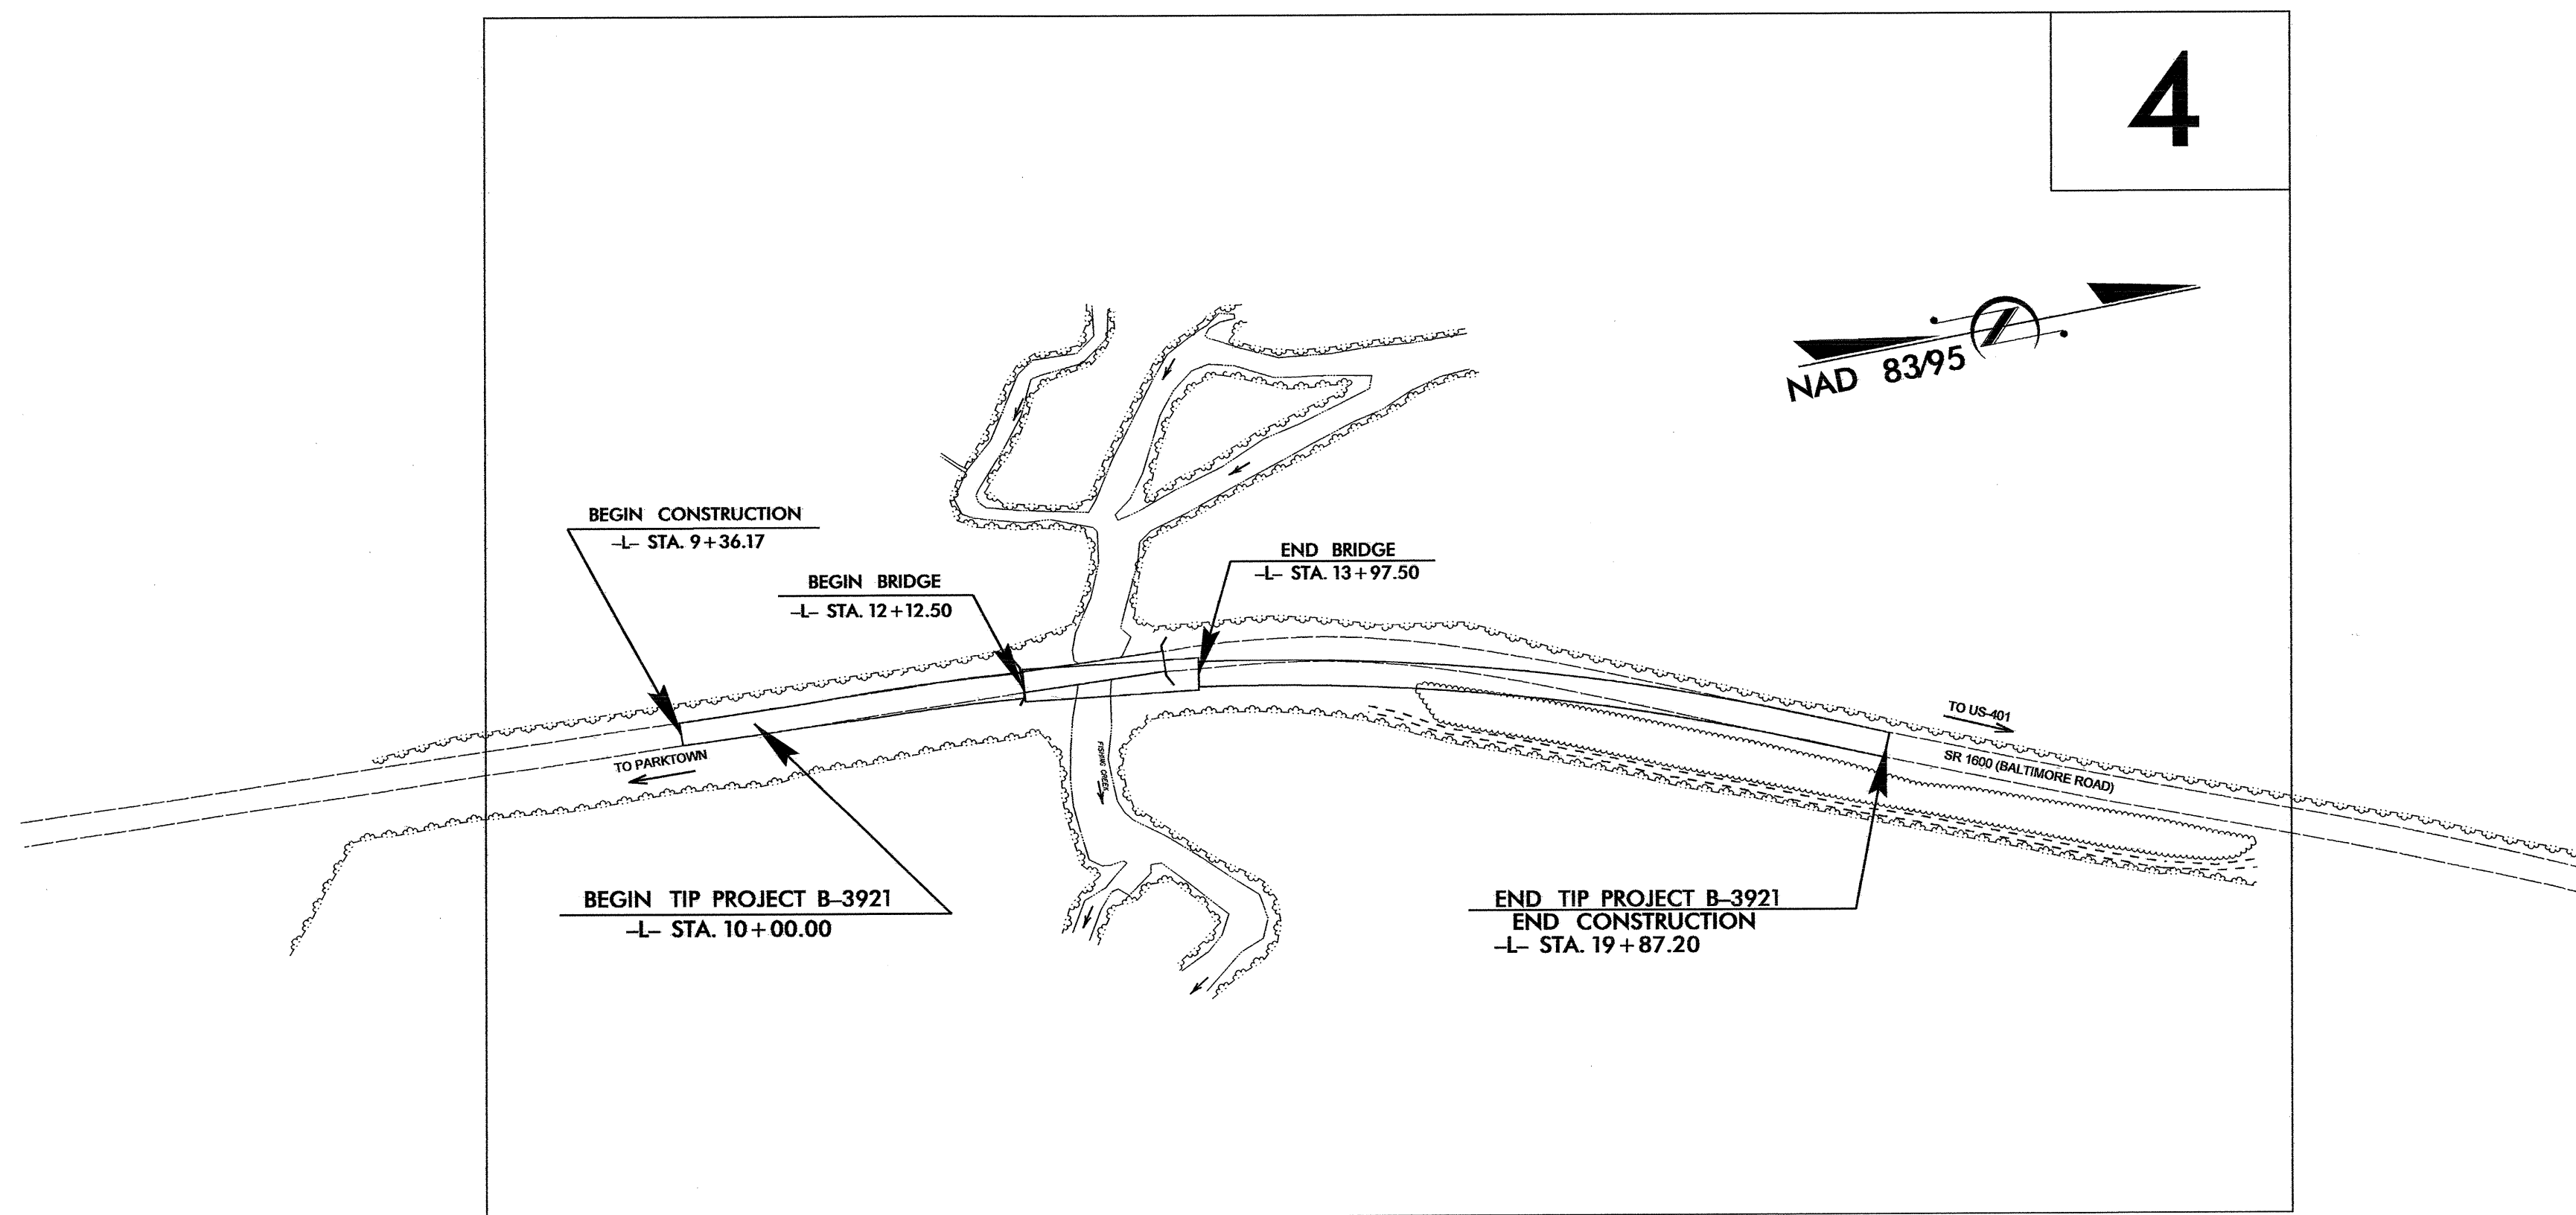 4
NAD 83/95
BEGIN CONSTRUCTION
-L- STA. 9+36.17
BEGIN BRIDGE
-L- STA. 12+12.50
END BRIDGE
-L- STA. 13+97.50
TO PARKTOWN
FISHING CREEK
TO US-401
SR 1600 (BALTIMORE ROAD)
BEGIN TIP PROJECT B-3921
-L- STA. 10+00.00
END TIP PROJECT B-3921
END CONSTRUCTION
-L- STA. 19+87.20